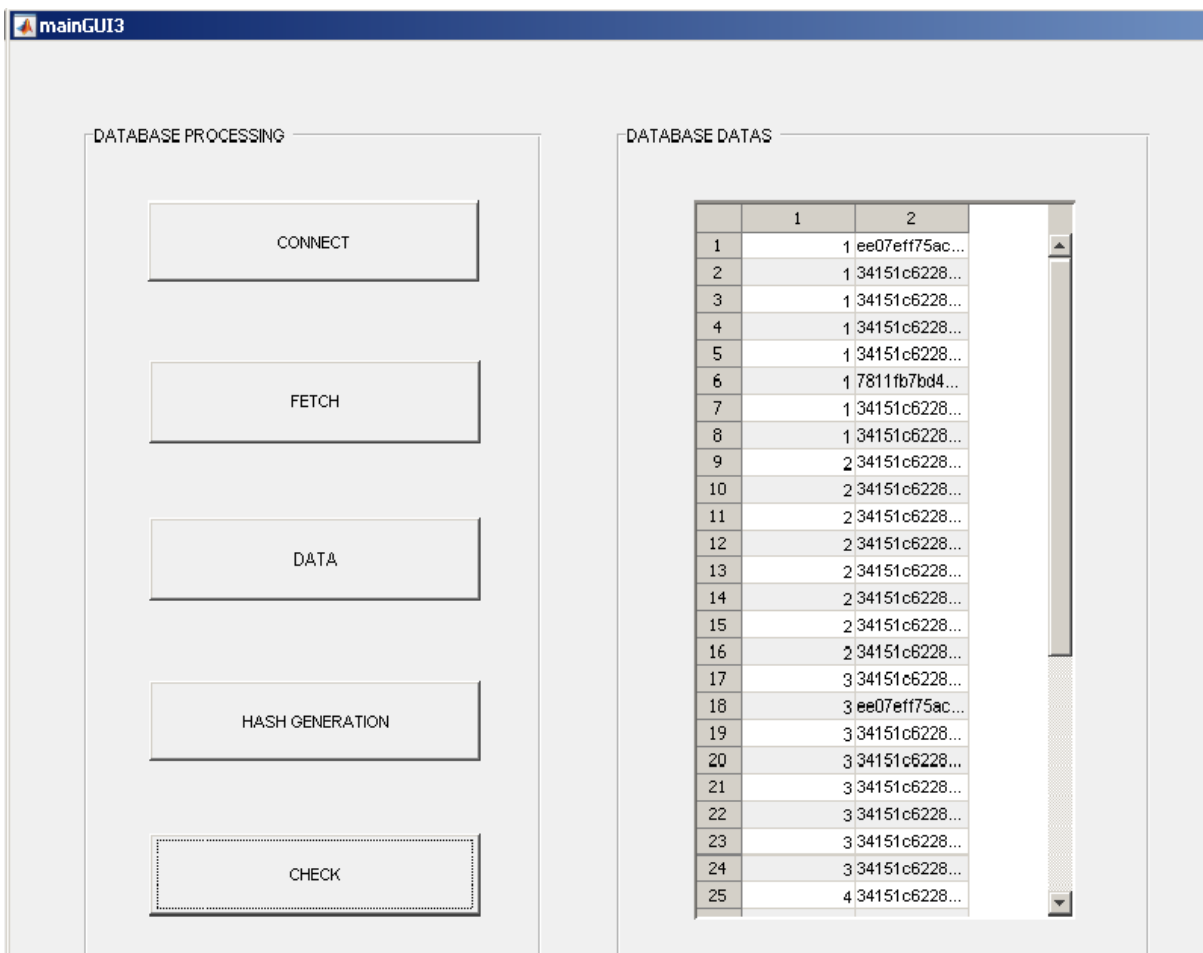 mainGUI3
DATABASE PROCESSING
CONNECT
FETCH
DATA
HASH GENERATION
CHECK
DATABASE DATAS
1 2
1 1 ee07eff75ac...
2 1 34151c6228...
3 1 34151c6228...
4 1 34151c6228...
5 1 34151c6228...
6 1 7811fb7bd4...
7 1 34151c6228...
8 1 34151c6228...
9 2 34151c6228...
10 2 34151c6228...
11 2 34151c6228...
12 2 34151c6228...
13 2 34151c6228...
14 2 34151c6228...
15 2 34151c6228...
16 2 34151c6228...
17 3 34151c6228...
18 3 ee07eff75ac...
19 3 34151c6228...
20 3 34151c6228...
21 3 34151c6228...
22 3 34151c6228...
23 3 34151c6228...
24 3 34151c6228...
25 4 34151c6228...